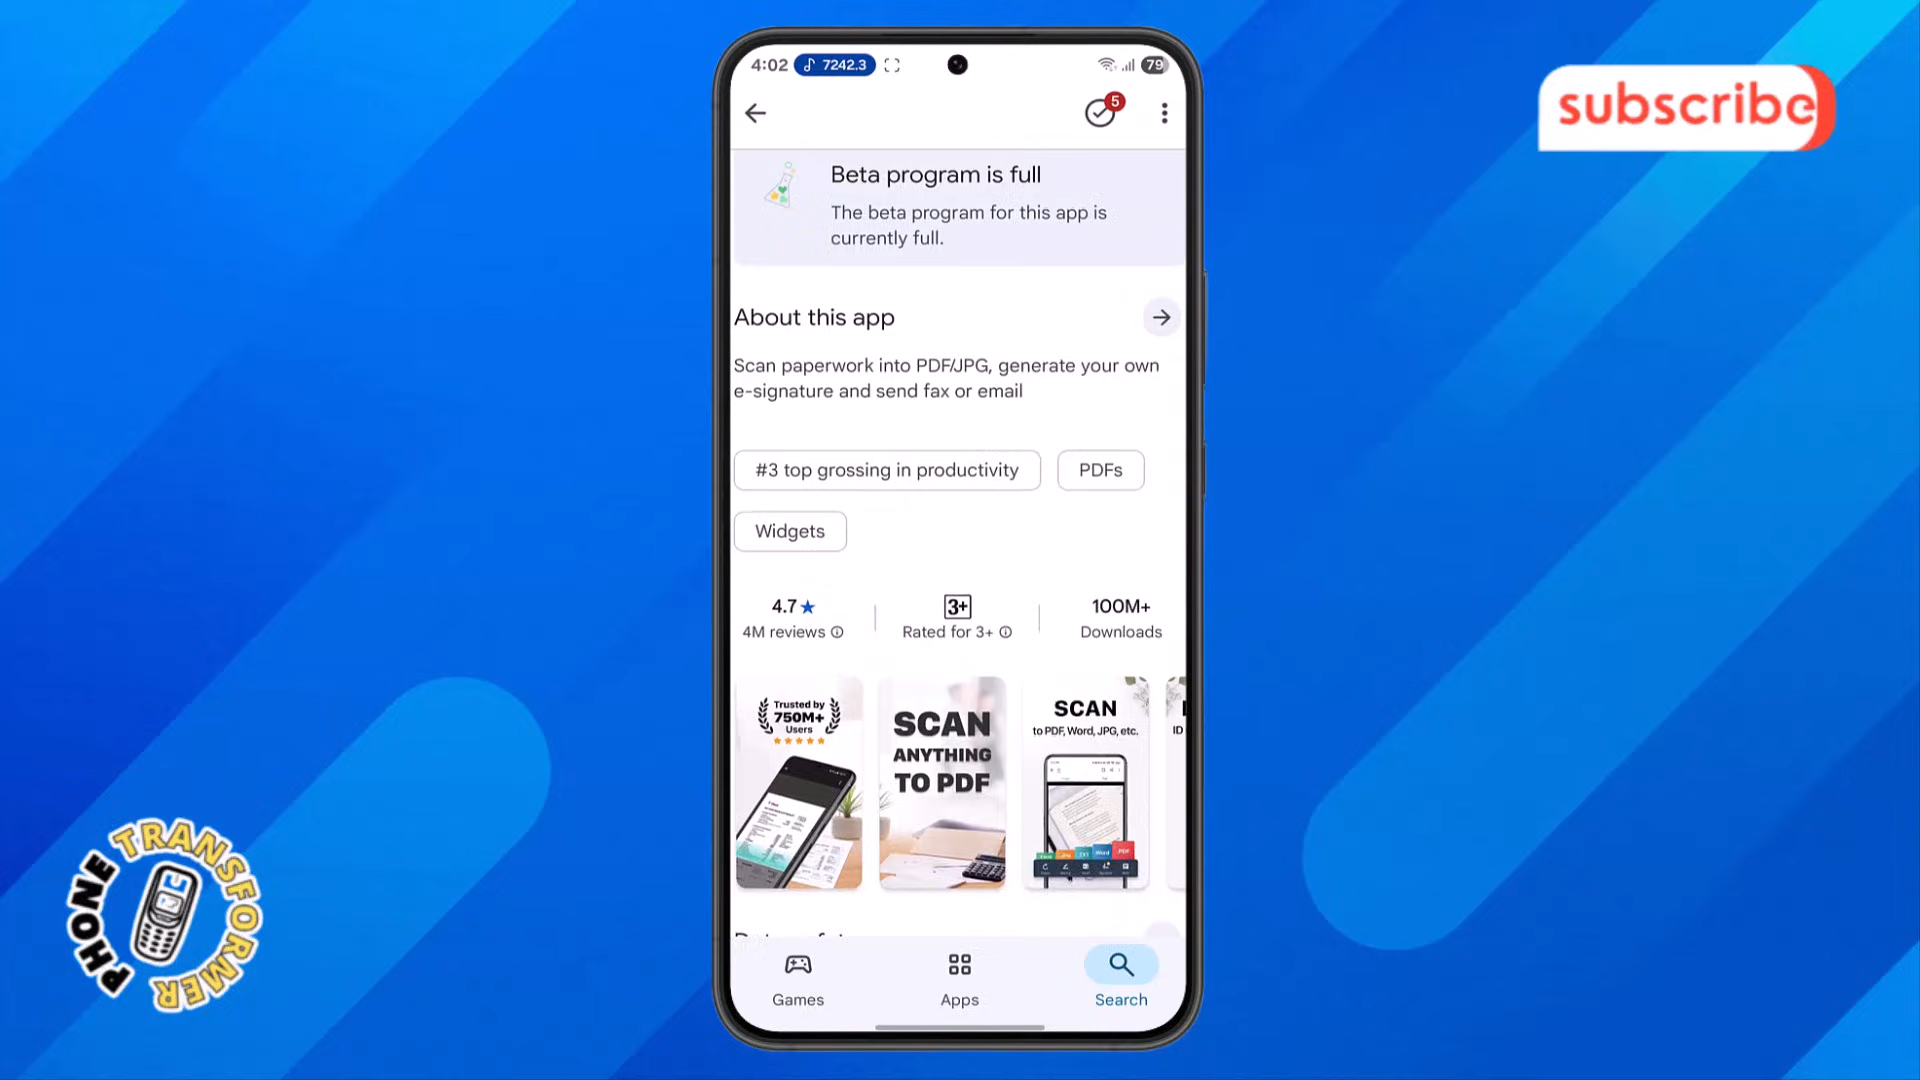 4:02 7242.3 79
5
subscribe
Beta program is full
The beta program for this app is
currently full.
About this app
Scan paperwork into PDF/JPG, generate your own
e-signature and send fax or email
#3 top grossing in productivity PDFs
Widgets
4.7★ 3+ 100M+
4M reviews Rated for 3+ Downloads
Trusted by
750M+
Users
SCAN
ANYTHING
TO PDF
SCAN
to PDF, Word, JPG, etc.
ID
Word PDF
PHONE TRANSFORMER
Games Apps Search